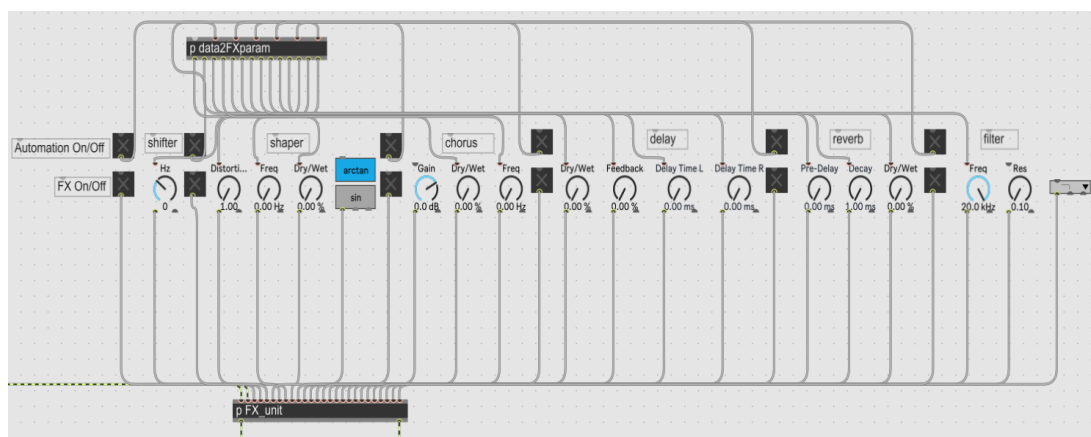 p data2FXparam
Automation On/Off
shifter
shaper
chorus
delay
reverb
filter
FX On/Off
Hz
Distorti...
Freq
Dry/Wet
arctan
sin
Gain
Dry/Wet
Freq
Dry/Wet
Feedback
Delay Time L
Delay Time R
Pre-Delay
Decay
Dry/Wet
Freq
Res
0
1.00
0.00 Hz
0.00 %
0.0 dB
0.00 %
0.00 Hz
0.00 %
0.00 %
0.00 ms
0.00 ms
0.00 ms
1.00 ms
0.00 %
20.0 kHz
0.10
p FX_unit